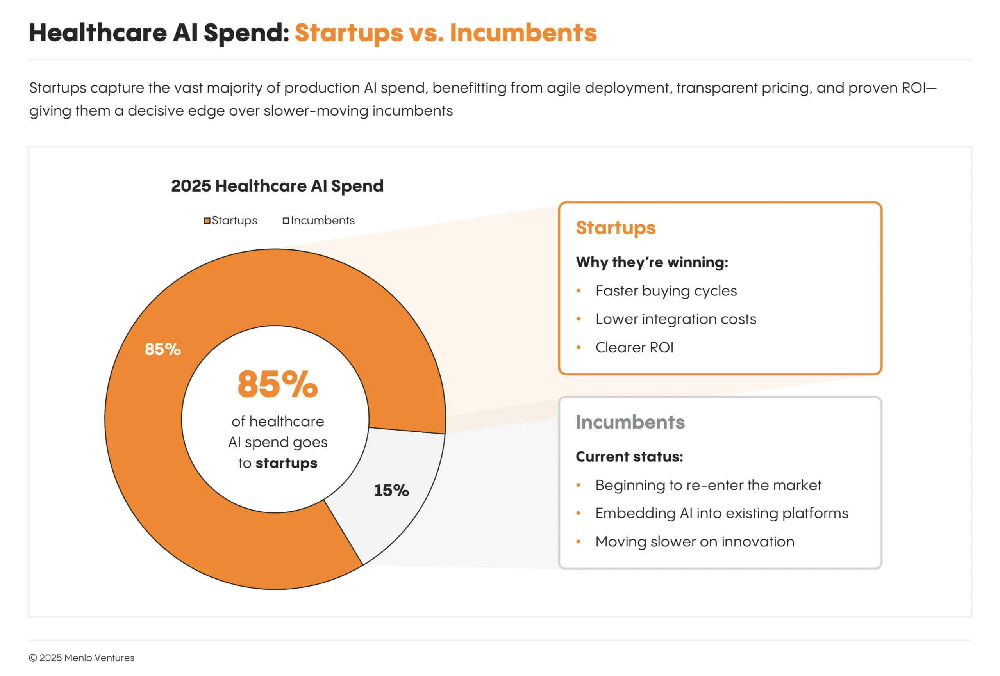 Healthcare AI Spend: Startups vs. Incumbents
Startups capture the vast majority of production AI spend, benefitting from agile deployment, transparent pricing, and proven ROI—
giving them a decisive edge over slower-moving incumbents
2025 Healthcare AI Spend
Startups Incumbents
85%
85%
of healthcare
AI spend goes
to startups
15%
Startups
Why they’re winning:
• Faster buying cycles
• Lower integration costs
• Clearer ROI
Incumbents
Current status:
• Beginning to re-enter the market
• Embedding AI into existing platforms
• Moving slower on innovation
© 2025 Menlo Ventures